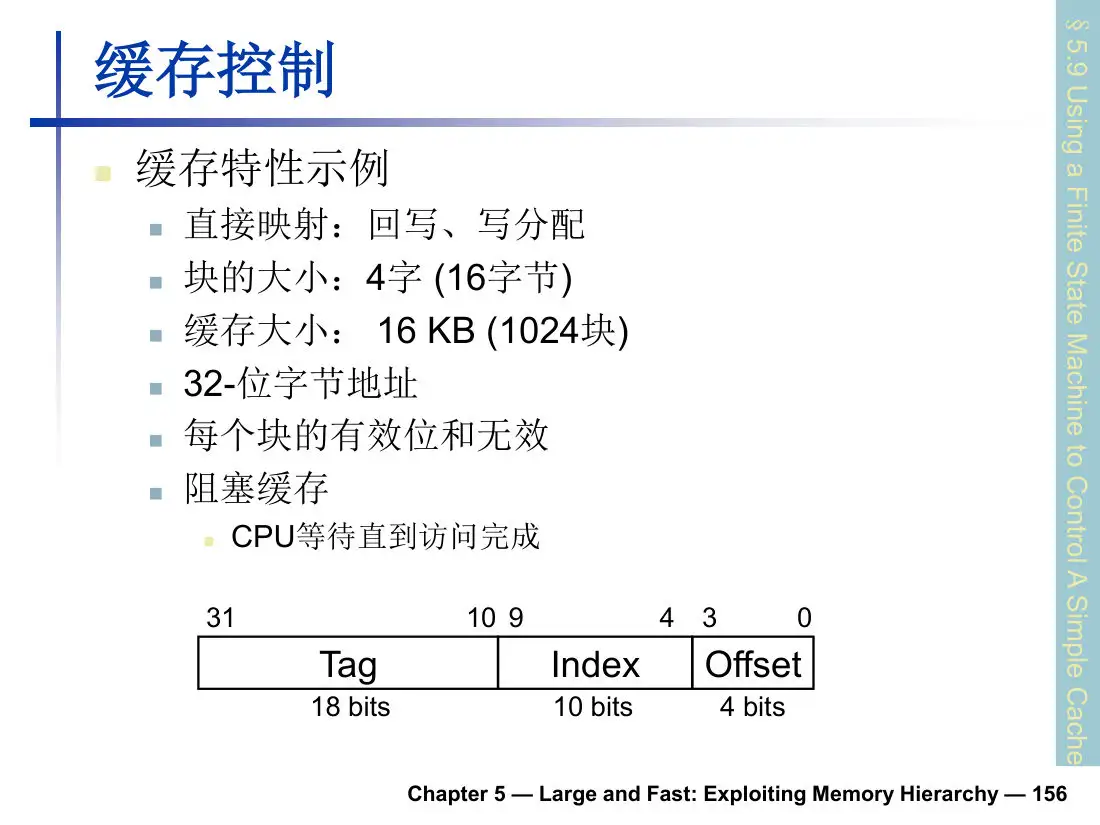 缓存控制
缓存特性示例
直接映射：回写、写分配
块的大小：4字 (16字节)
缓存大小： 16 KB (1024块)
32-位字节地址
每个块的有效位和无效
阻塞缓存
CPU等待直到访问完成
31 10 9 4 3 0
Tag Index Offset
18 bits 10 bits 4 bits
§5.9 Using a Finite State Machine to Control A Simple Cache
Chapter 5 — Large and Fast: Exploiting Memory Hierarchy — 156